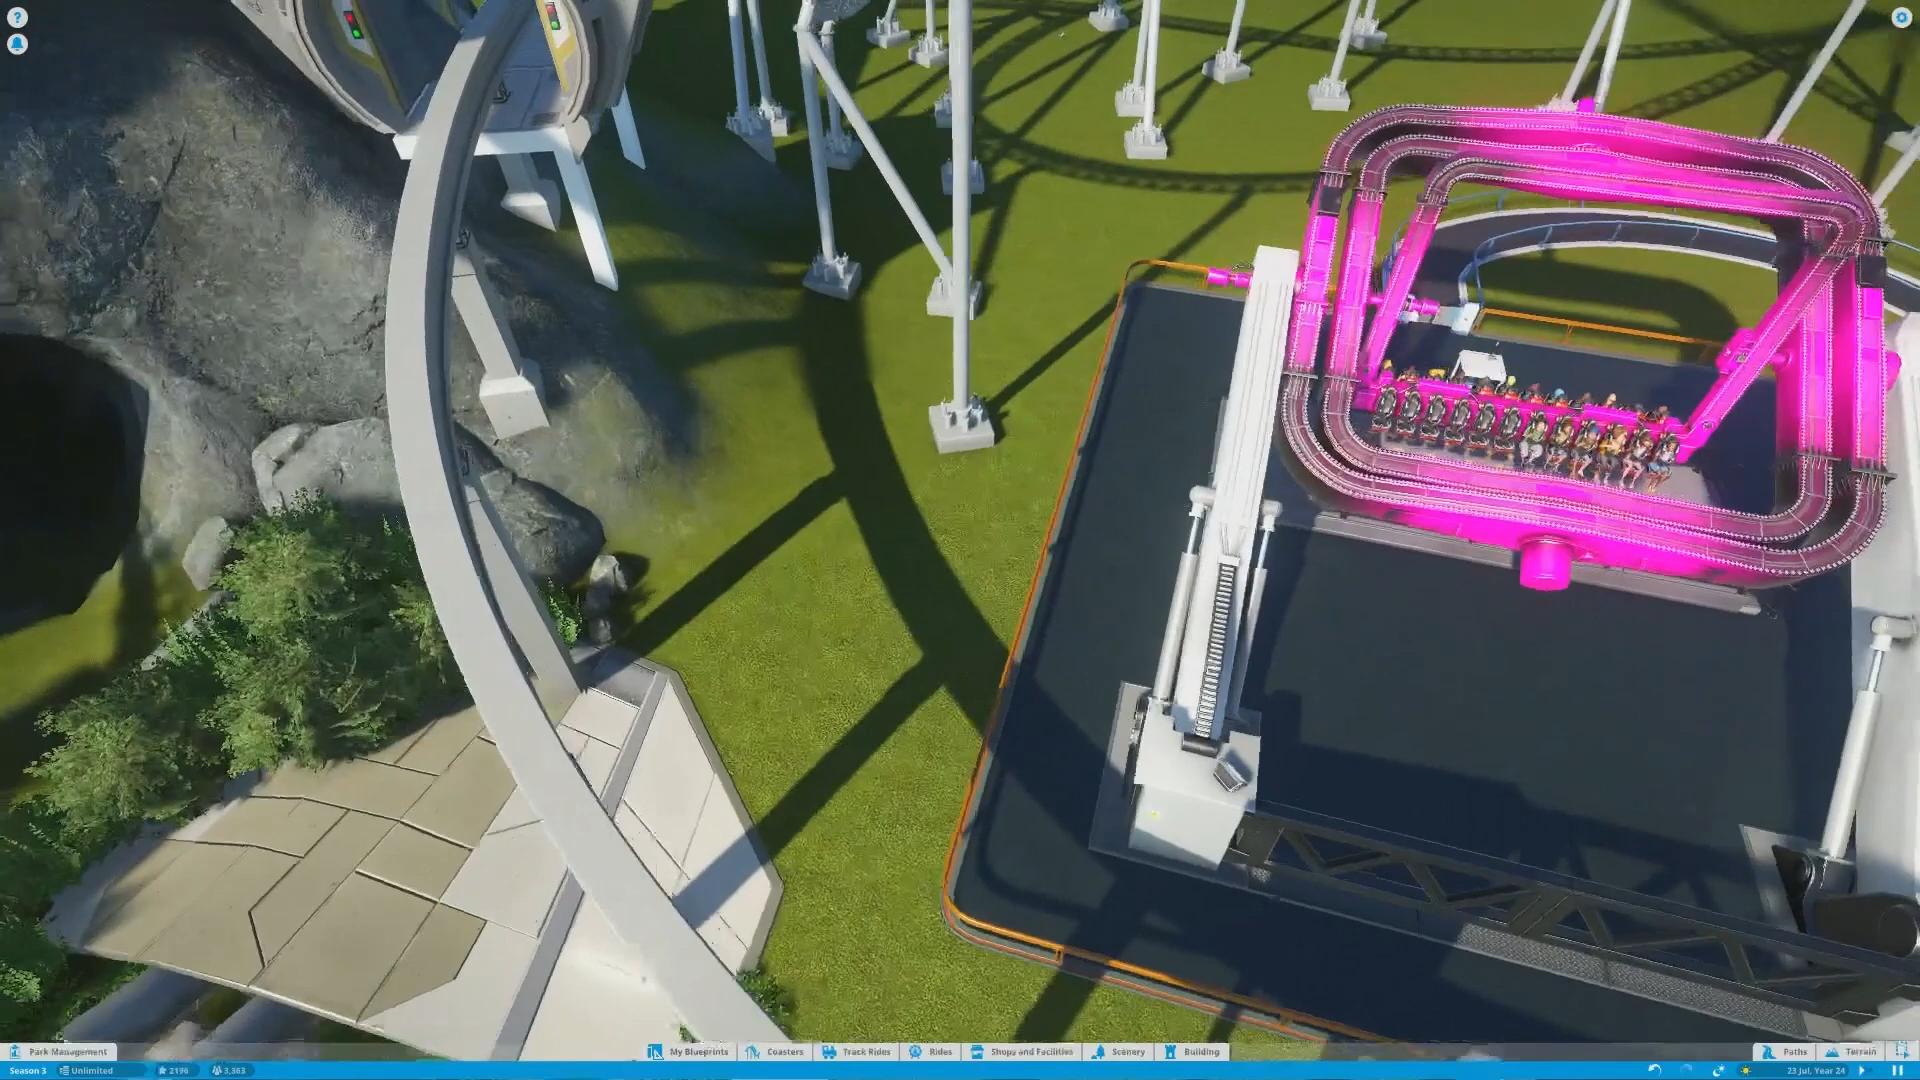 ?
Park Management
My Blueprints
Coasters
Track Rides
Rides
Shops and Facilities
Scenery
Building
Paths
Terrain
Season 3
Unlimited
2196
3,363
23 Jul, Year 24